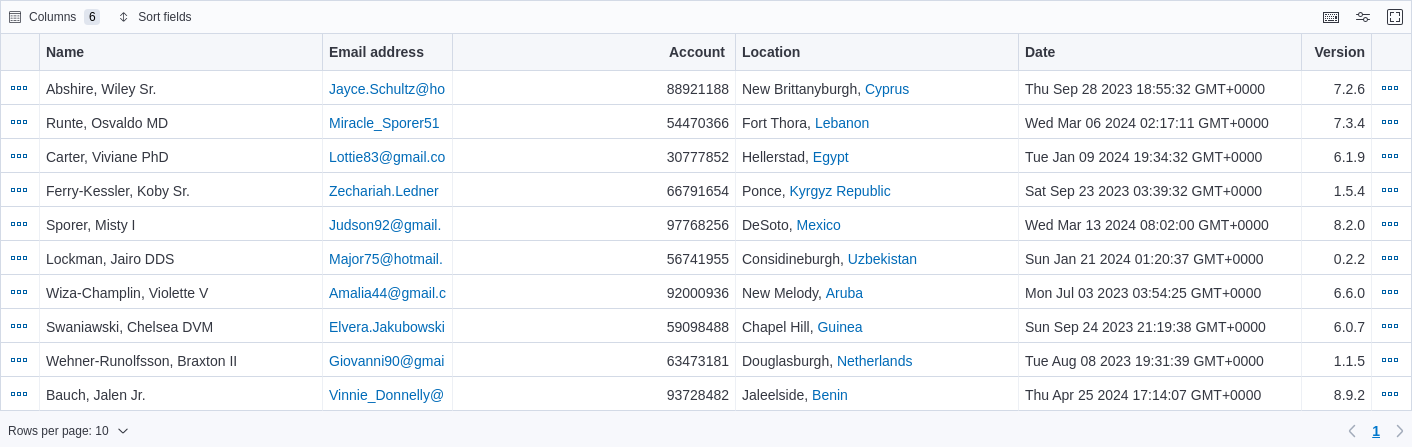 Columns 6 Sort fields
Name Email address Account Location Date Version
Abshire, Wiley Sr. Jayce.Schultz@ho 88921188 New Brittanyburgh, Cyprus Thu Sep 28 2023 18:55:32 GMT+0000 7.2.6
Runte, Osvaldo MD Miracle_Sporer51 54470366 Fort Thora, Lebanon Wed Mar 06 2024 02:17:11 GMT+0000 7.3.4
Carter, Viviane PhD Lottie83@gmail.co 30777852 Hellerstad, Egypt Tue Jan 09 2024 19:34:32 GMT+0000 6.1.9
Ferry-Kessler, Koby Sr. Zechariah.Ledner 66791654 Ponce, Kyrgyz Republic Sat Sep 23 2023 03:39:32 GMT+0000 1.5.4
Sporer, Misty I Judson92@gmail. 97768256 DeSoto, Mexico Wed Mar 13 2024 08:02:00 GMT+0000 8.2.0
Lockman, Jairo DDS Major75@hotmail. 56741955 Considineburgh, Uzbekistan Sun Jan 21 2024 01:20:37 GMT+0000 0.2.2
Wiza-Champlin, Violette V Amalia44@gmail.c 92000936 New Melody, Aruba Mon Jul 03 2023 03:54:25 GMT+0000 6.6.0
Swaniawski, Chelsea DVM Elvera.Jakubowski 59098488 Chapel Hill, Guinea Sun Sep 24 2023 21:19:38 GMT+0000 6.0.7
Wehner-Runolfsson, Braxton II Giovanni90@gmai 63473181 Douglasburgh, Netherlands Tue Aug 08 2023 19:31:39 GMT+0000 1.1.5
Bauch, Jalen Jr. Vinnie_Donnelly@ 93728482 Jaleelside, Benin Thu Apr 25 2024 17:14:07 GMT+0000 8.9.2
Rows per page: 10 1